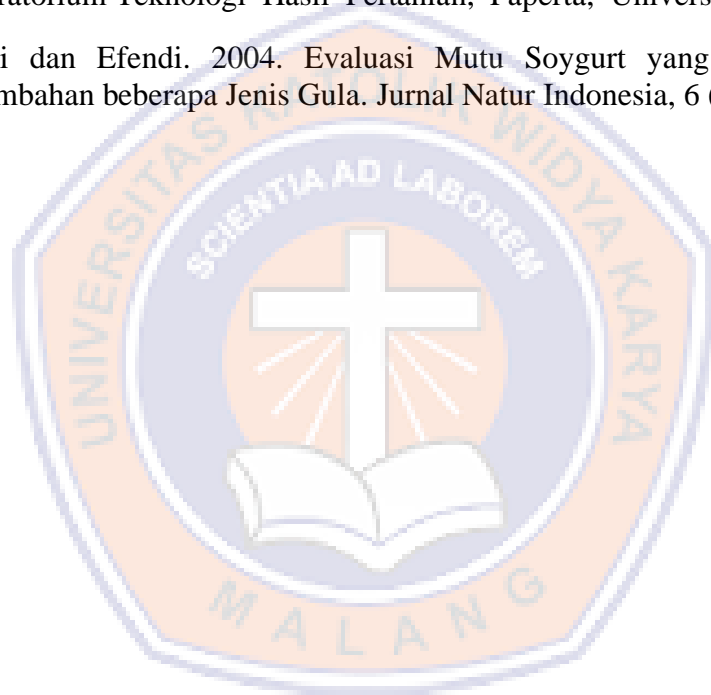 ratorium Teknologi Hasil Pertanian, Faperta, Univers
i dan Efendi. 2004. Evaluasi Mutu Soygurt yang
mbahan beberapa Jenis Gula. Jurnal Natur Indonesia, 6 (
UNIVERSITAS KATOLIK WIDYA KARYA
SCIENTIA AD LABOREM
MALANG